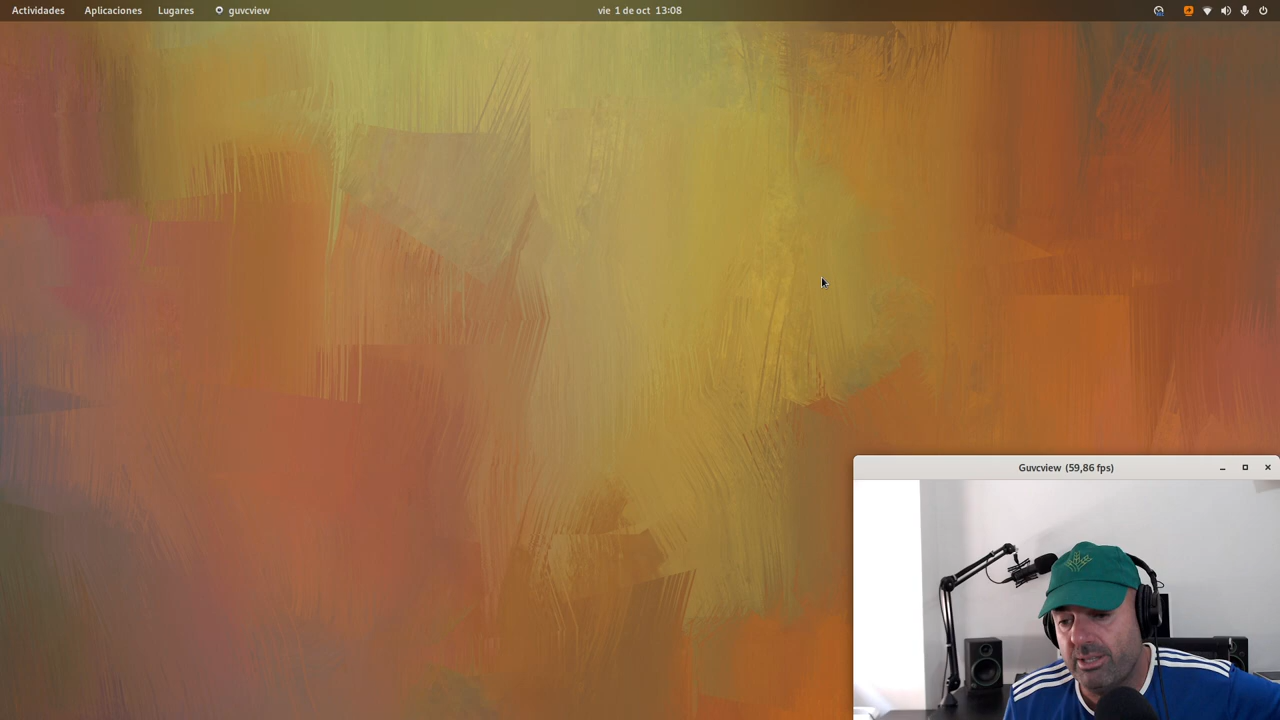 Actividades Aplicaciones Lugares guvcview vie 1 de oct 13:08
Guvcview (59,86 fps)